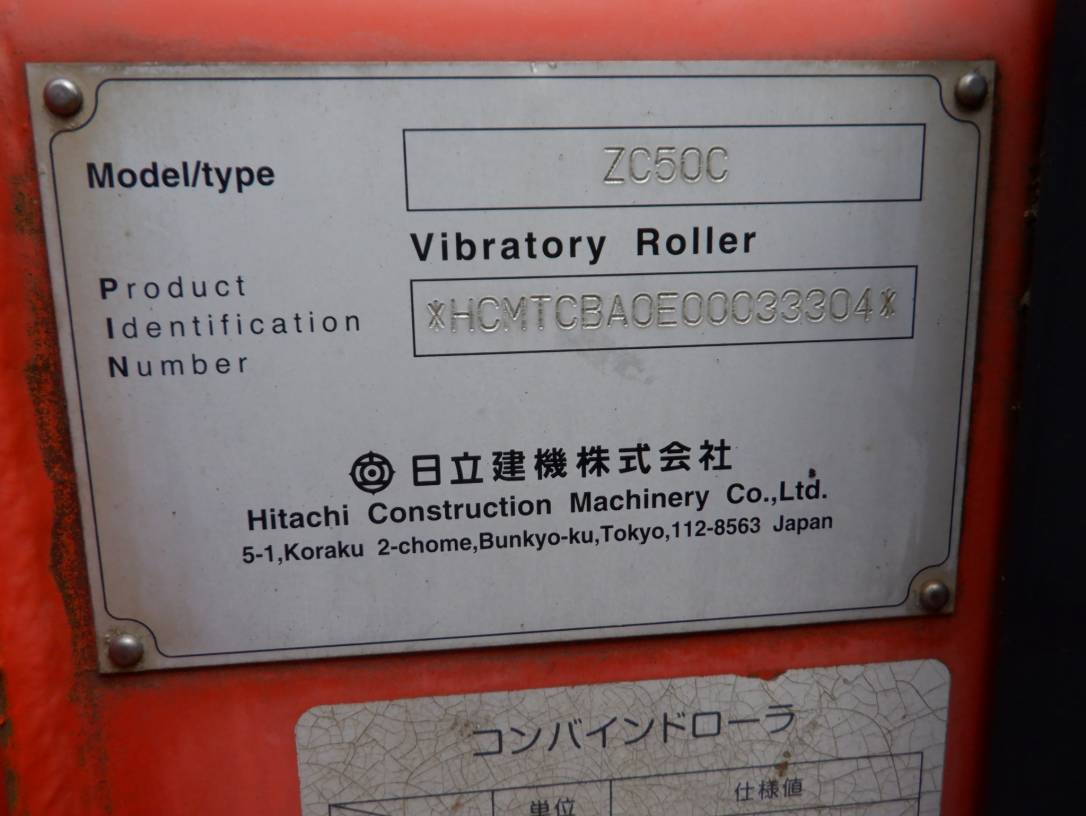 Model/type
ZC50C
Vibratory Roller
Product
Identification
Number
*HCMTCBA0E00033304*
日立建機株式会社
Hitachi Construction Machinery Co.,Ltd.
5-1,Koraku 2-chome,Bunkyo-ku,Tokyo,112-8563 Japan
コンバインドローラ
単位 仕様値